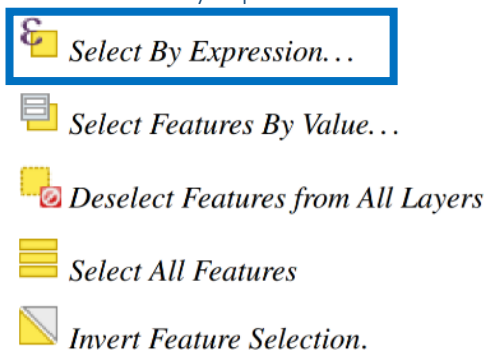 Select By Expression...
Select Features By Value...
Deselect Features from All Layers
Select All Features
Invert Feature Selection.